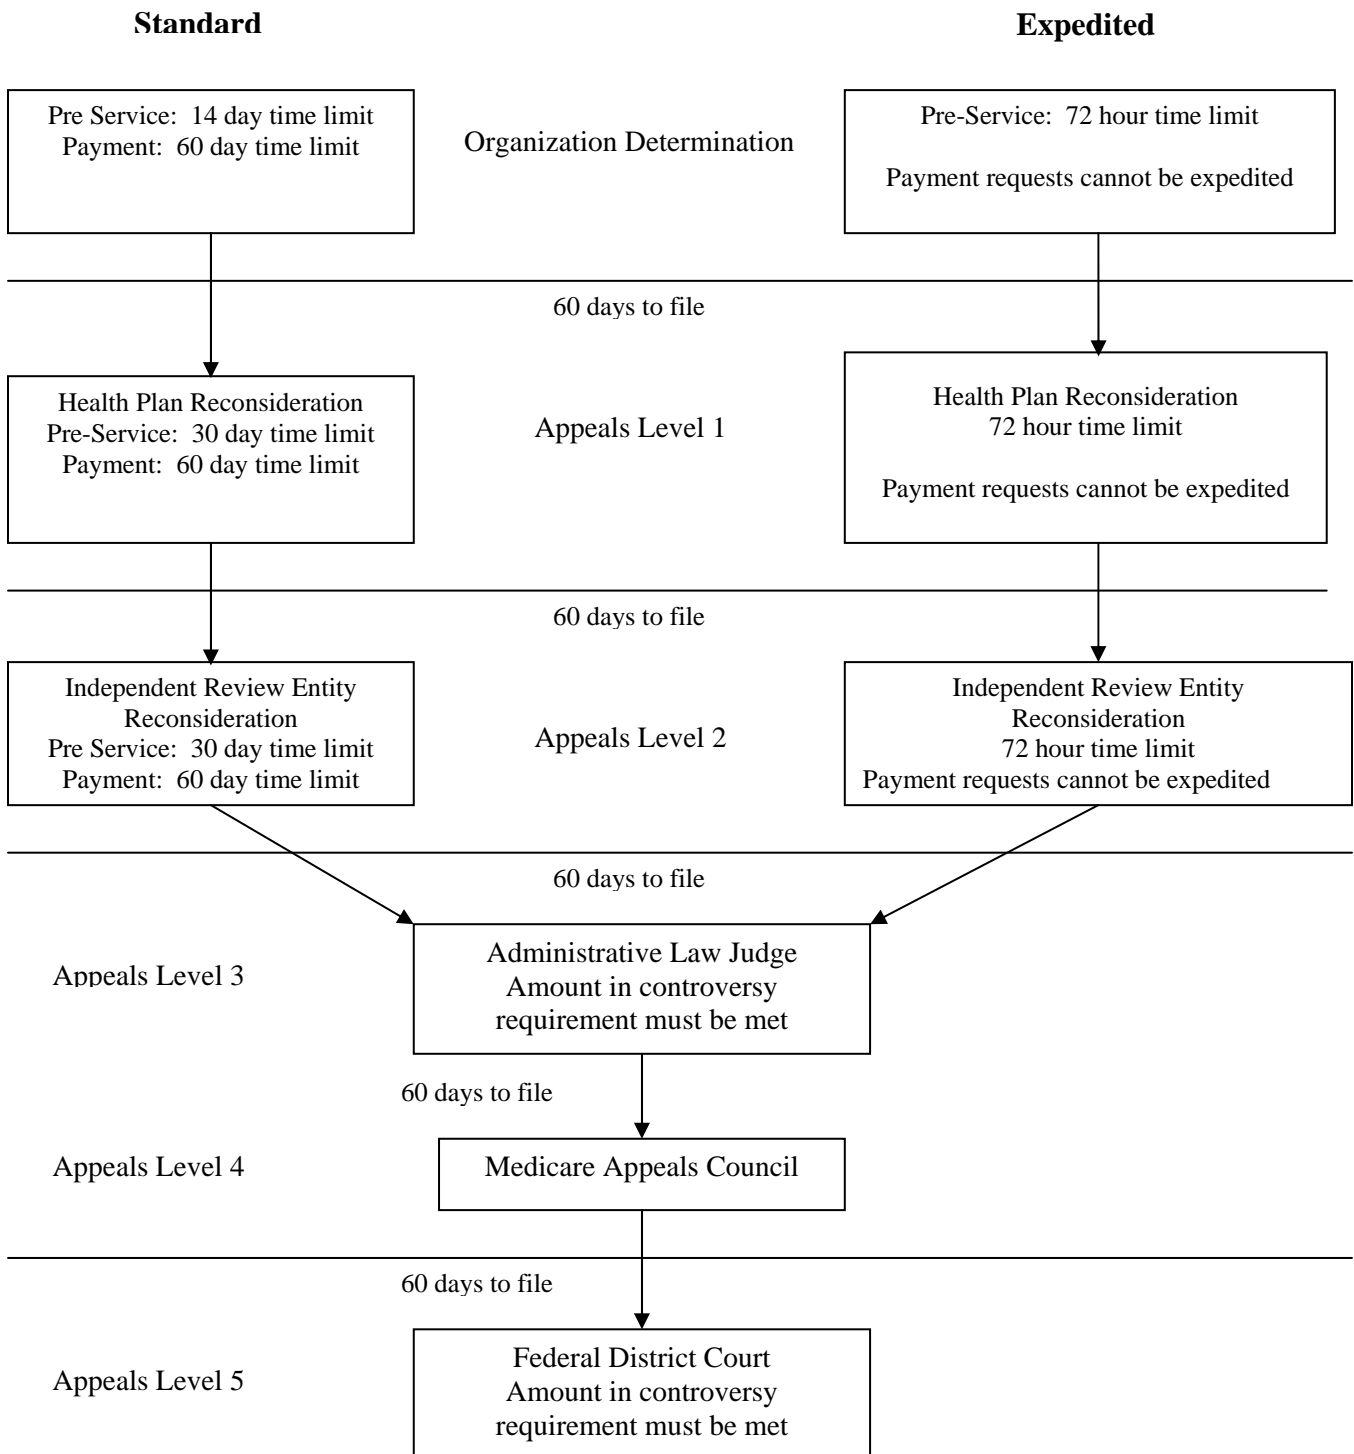 Standard
Expedited
Pre Service: 14 day time limit
Payment: 60 day time limit
Organization Determination
Pre-Service: 72 hour time limit
Payment requests cannot be expedited
60 days to file
Health Plan Reconsideration
Pre-Service: 30 day time limit
Payment: 60 day time limit
Appeals Level 1
Health Plan Reconsideration
72 hour time limit
Payment requests cannot be expedited
60 days to file
Independent Review Entity
Reconsideration
Pre Service: 30 day time limit
Payment: 60 day time limit
Appeals Level 2
Independent Review Entity
Reconsideration
72 hour time limit
Payment requests cannot be expedited
60 days to file
Appeals Level 3
Administrative Law Judge
Amount in controversy
requirement must be met
60 days to file
Appeals Level 4
Medicare Appeals Council
60 days to file
Appeals Level 5
Federal District Court
Amount in controversy
requirement must be met